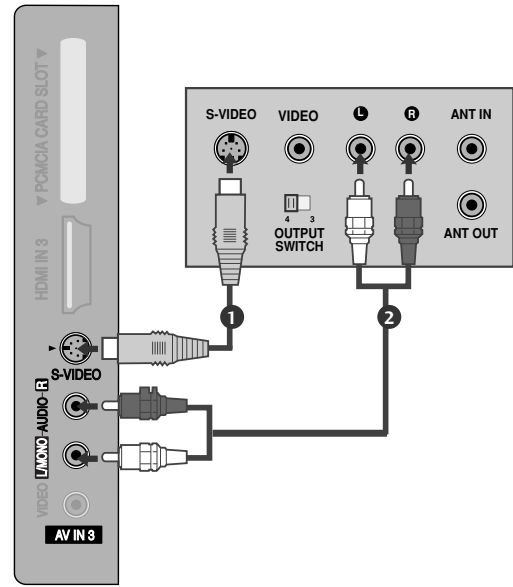 ▼ PCMCIA CARD SLOT ▼
HDMI IN 3
S-VIDEO
L/MONO-AUDIO-R
VIDEO
AV IN 3
S-VIDEO
VIDEO
L
R
ANT IN
4 3
OUTPUT
SWITCH
ANT OUT
1
2